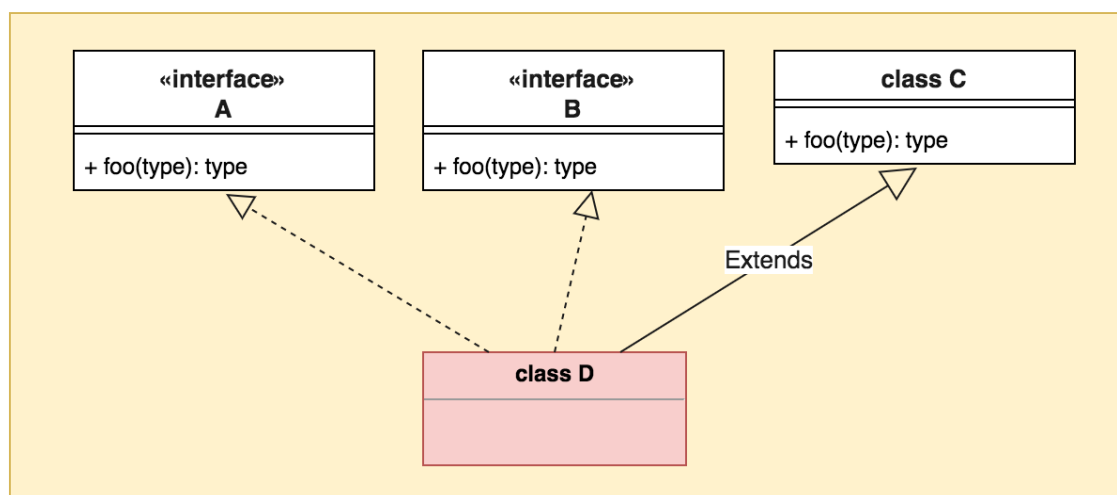 «interface»
A
+ foo(type): type
«interface»
B
+ foo(type): type
class C
+ foo(type): type
Extends
class D